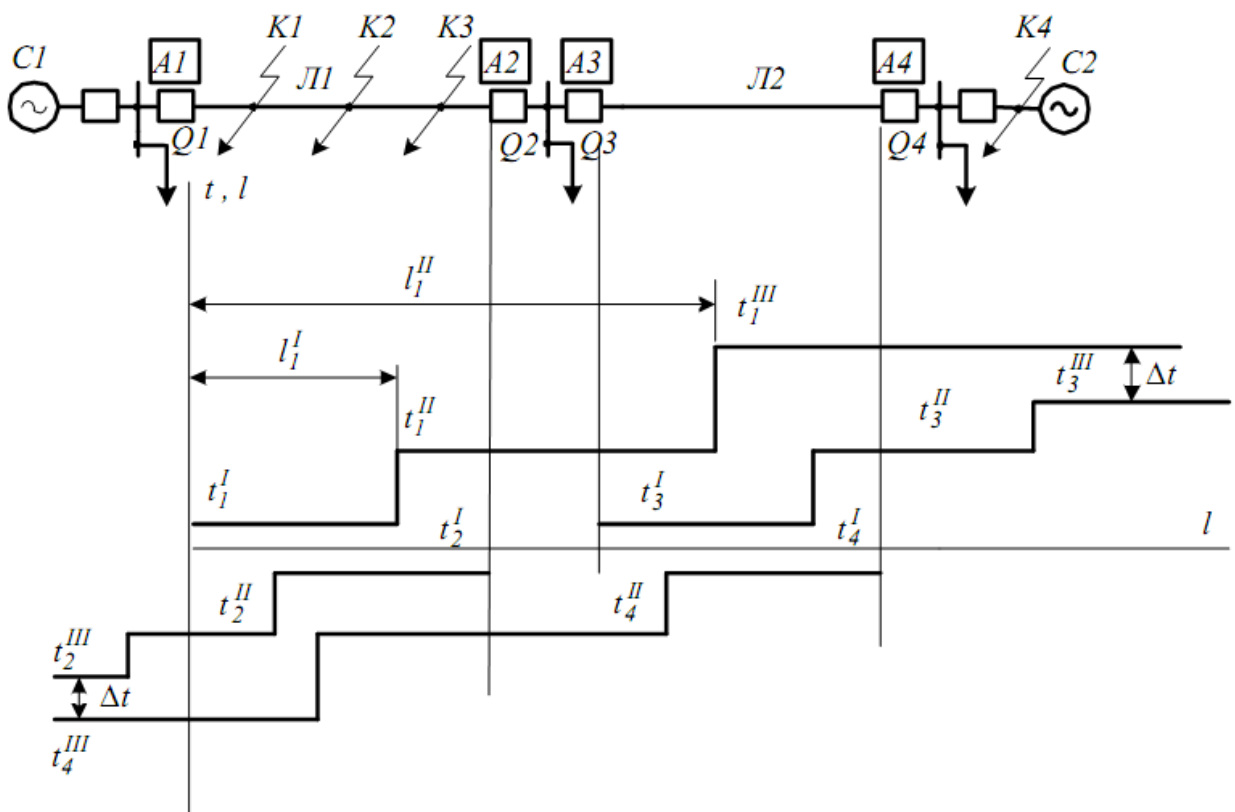 K1 K2 K3 K4
C1 A1 Л1 A2 A3 Л2 A4 C2
Q1 Q2 Q3 Q4
t , l
l₁ᴵᴵ
t₁ᴵᴵᴵ
l₁ᴵ
t₃ᴵᴵᴵ Δt
t₁ᴵᴵ t₃ᴵᴵ
t₁ᴵ t₃ᴵ
t₂ᴵ t₄ᴵ l
t₂ᴵᴵ t₄ᴵᴵ
t₂ᴵᴵᴵ
Δt
t₄ᴵᴵᴵ